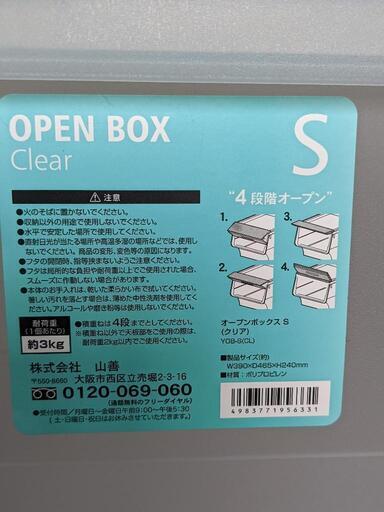 OPEN BOX
Clear
S
⚠ 注意
●火のそばに置かないでください。
●収納以外の用途で使用しないでください。
●水平で安定した場所で使用してください。
●直射日光が当たる場所や高温多湿の場所などでは、使用しないでください。商品の変形、変色等の原因になります。
●フタの開閉時、指等挟まないようにご注意ください。
●フタは局所的な負担や耐荷重以上でご使用された場合、スムーズに作動しない場合があります。ご注意ください。
●本体のお手入れは、乾いた柔らかい布で拭いてください。
著しい汚れを落とす場合は、薄めた中性洗剤を使用してください。アルコールや磨き粉等は使用しないでください。
耐荷重
(1個あたり)
約3kg
●積重ねは4段までとしてください。
※積重ね以外で天板部をご使用の際は、耐荷重2kg以内でご使用ください。
株式会社 山善
〒550-8660
大阪市西区立売堀2-3-16
0120-069-060
(通話無料のフリーダイヤル)
受付時間/月曜日〜金曜日午前9:00〜午後5:30
(土・日・祝日はお休みさせていただきます。)
“4段階オープン”
1.
3.
2.
4.
オープンボックス S
(クリア)
YOB-S(CL)
■製品サイズ(約)
W390×D465×H240mm
■材質:ポリプロピレン
4983771956331